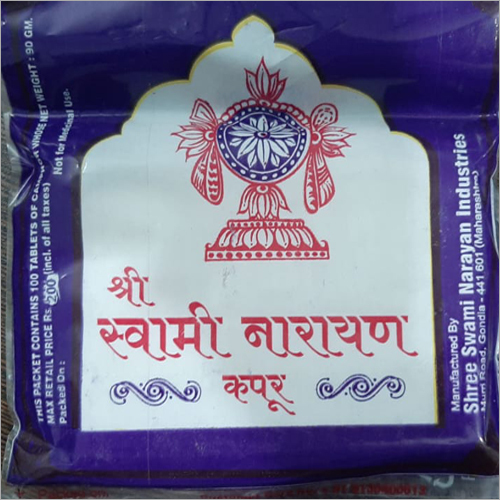 THIS PACKET CONTAINS 100 TABLETS OF WHOLE NET WEIGHT : 90 GM.
MAX RETAIL PRICE Rs. 200 (incl. of all taxes)
Not for Medicinal Use.
Packed On :
श्री
स्वामी नारायण
कपूर
Manufactured By
Shree Swami Narayan Industries
Murri Road, Gondia - 441 601 (Maharashtra)